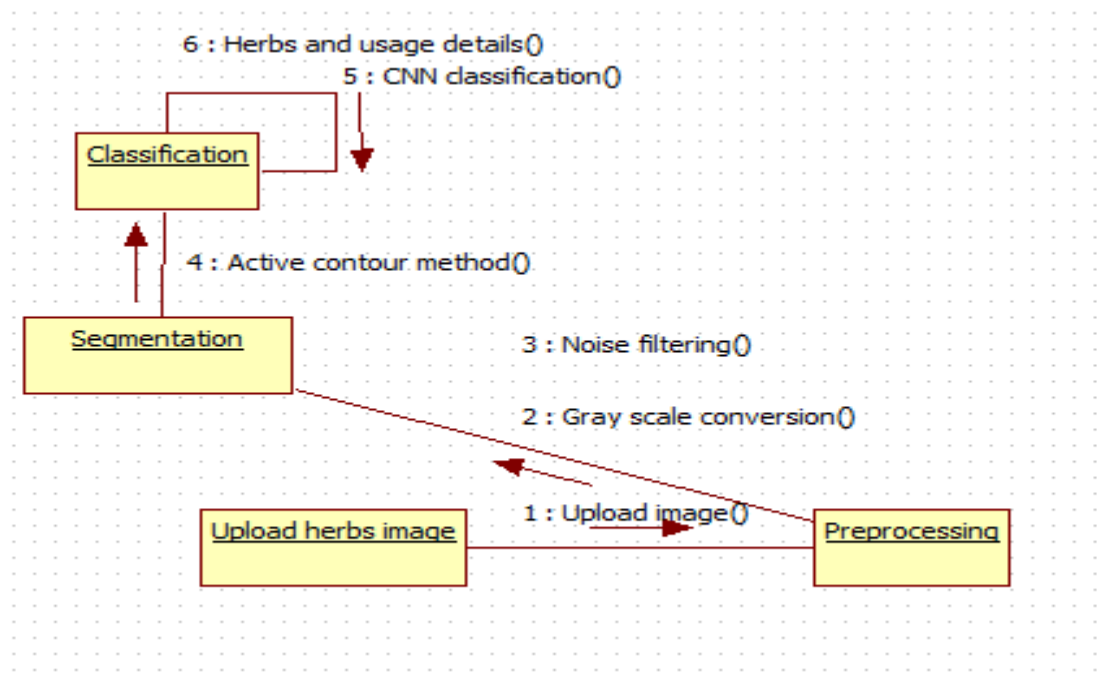 6 : Herbs and usage details()
5 : CNN classification()
Classification
4 : Active contour method()
Segmentation
3 : Noise filtering()
2 : Gray scale conversion()
1 : Upload image()
Upload herbs image
Preprocessing